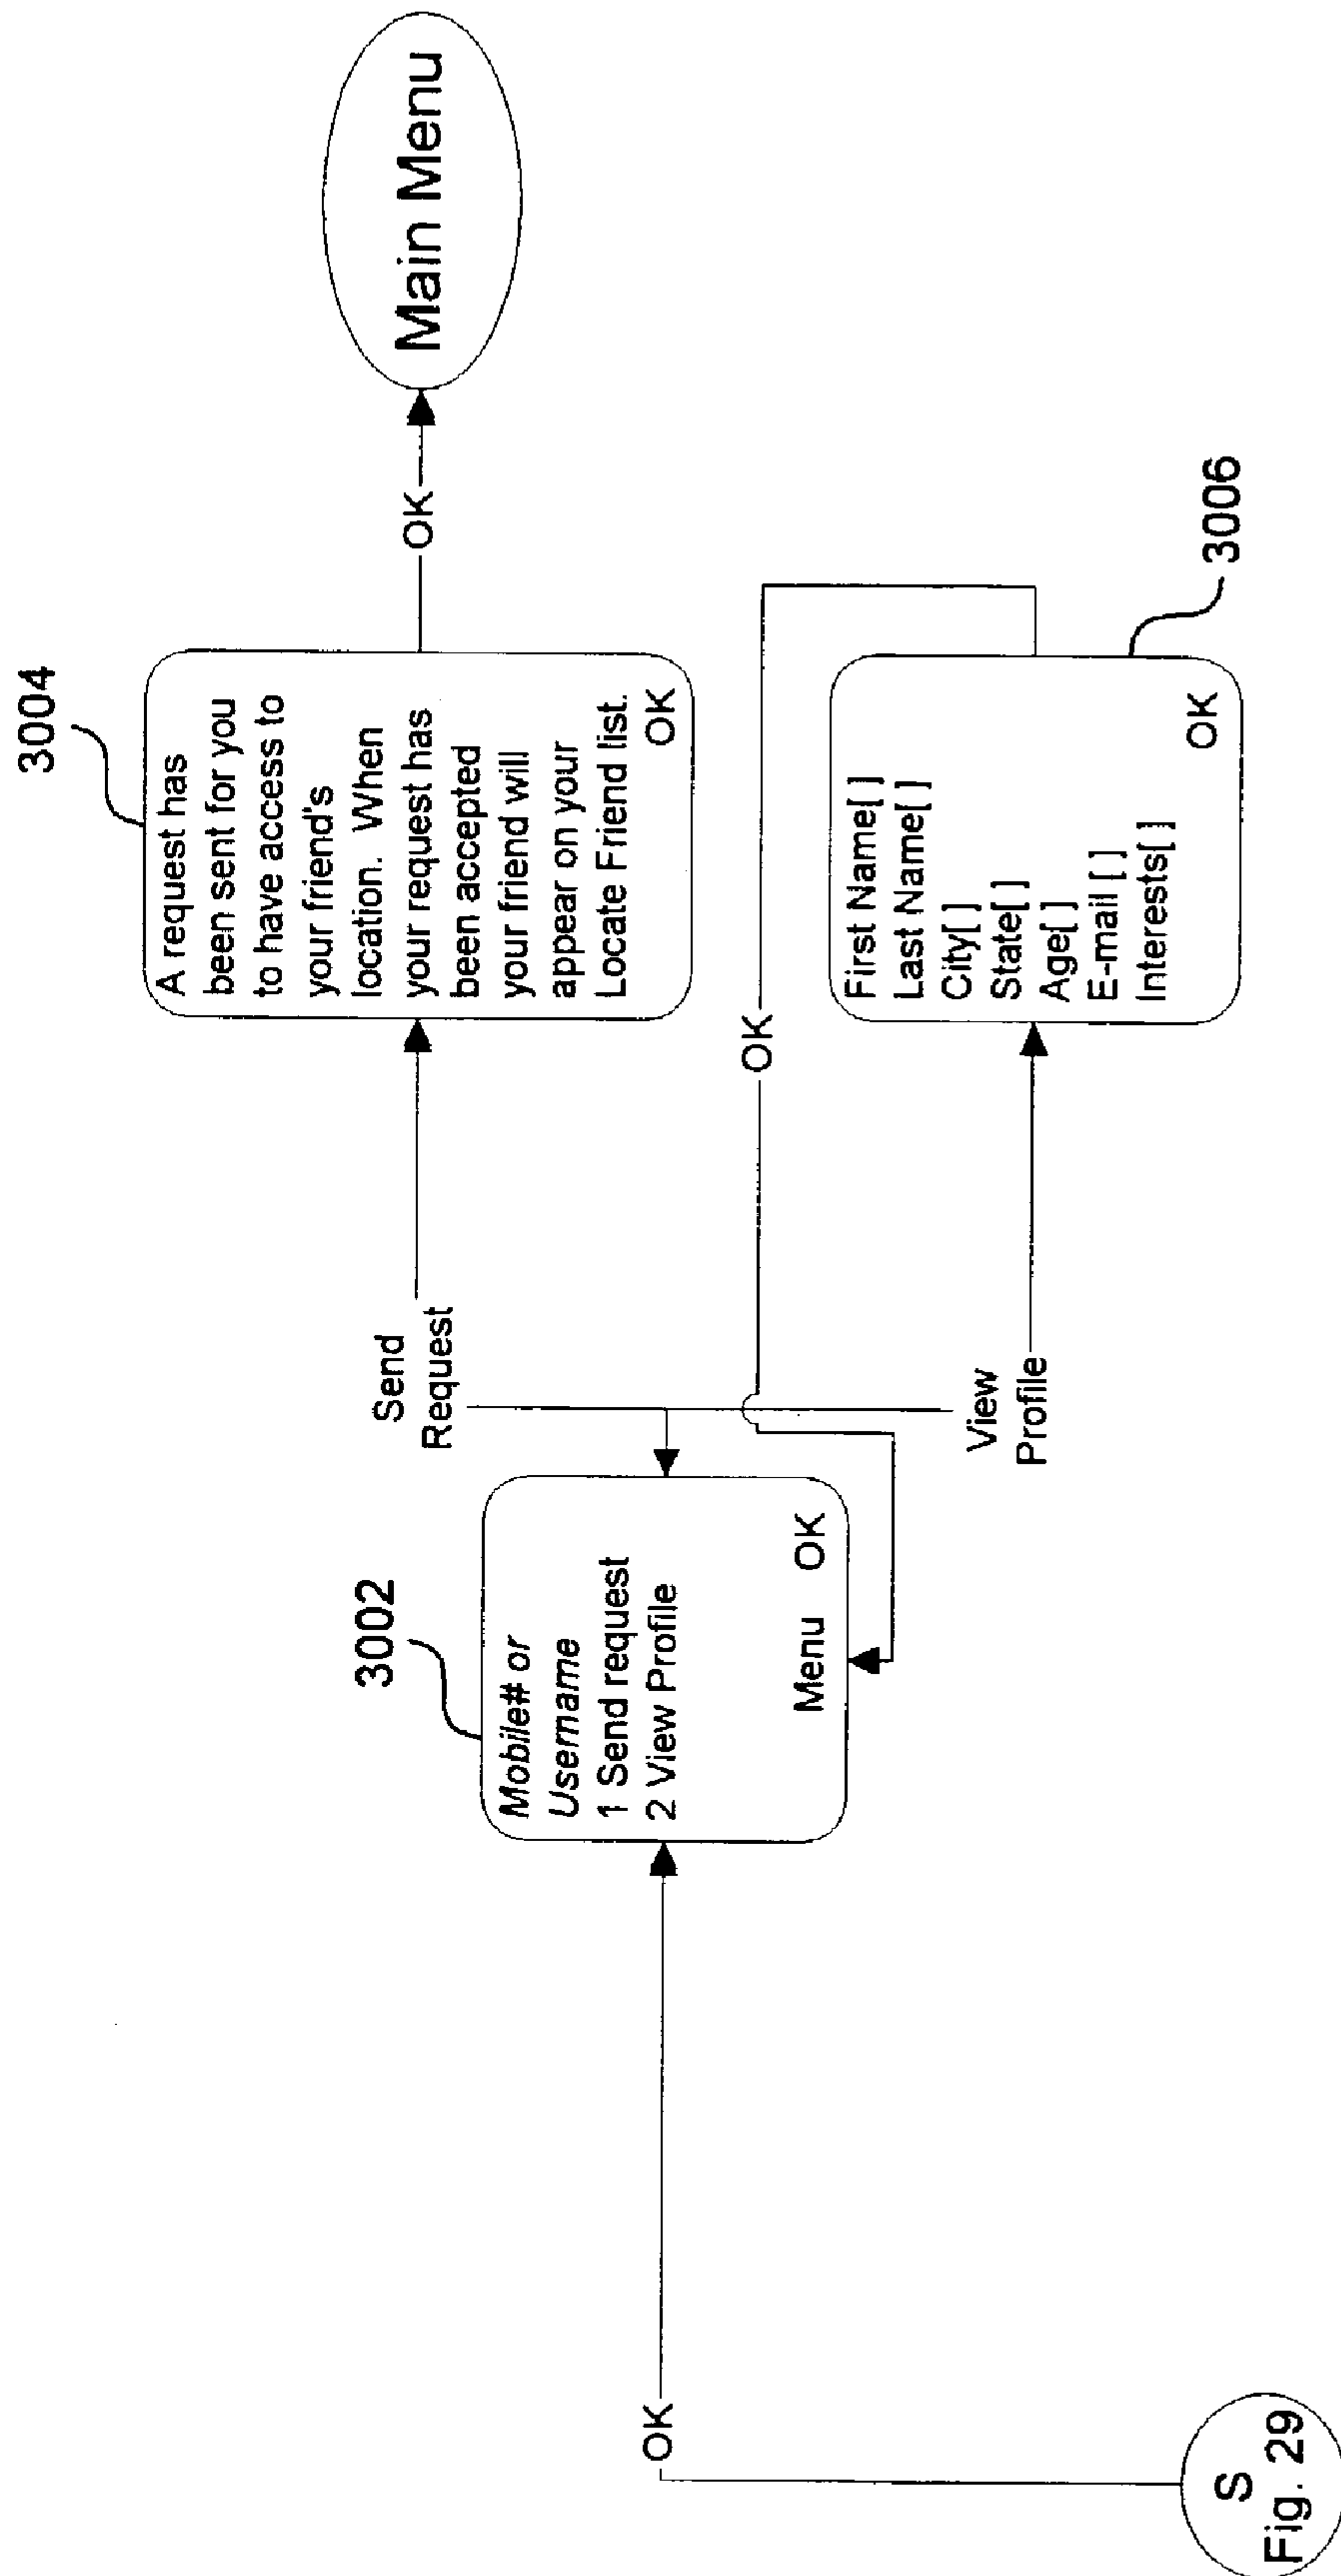 3004
A request has
been sent for you
to have access to
your friend's
location. When
your request has
been accepted
your friend will
appear on your
Locate Friend list.
OK
OK
Main Menu
Send
Request
3002
Mobile# or
Username
1 Send request
2 View Profile
Menu OK
OK
OK
View
Profile
First Name[ ]
Last Name[ ]
City[ ]
State[ ]
Age[ ]
E-mail [ ]
Interests[ ]
OK
3006
S
Fig. 29